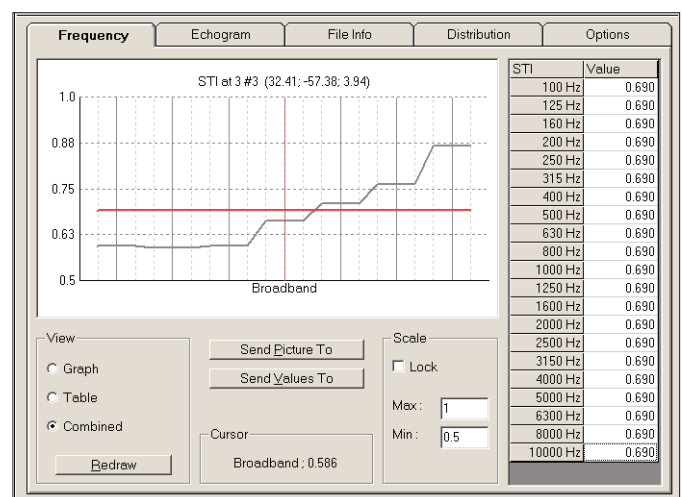 Frequency Echogram File Info Distribution Options
STI at 3 #3 (32.41; -57.38; 3.94)
1.0
0.88
0.75
0.63
0.5
Broadband
STI Value
100 Hz 0.690
125 Hz 0.690
160 Hz 0.690
200 Hz 0.690
250 Hz 0.690
315 Hz 0.690
400 Hz 0.690
500 Hz 0.690
630 Hz 0.690
800 Hz 0.690
1000 Hz 0.690
1250 Hz 0.690
1600 Hz 0.690
2000 Hz 0.690
2500 Hz 0.690
3150 Hz 0.690
4000 Hz 0.690
5000 Hz 0.690
6300 Hz 0.690
8000 Hz 0.690
10000 Hz 0.690
View
Graph
Table
Combined
Redraw
Send Picture To
Send Values To
Cursor
Broadband ; 0.586
Scale
Lock
Max : 1
Min : 0.5